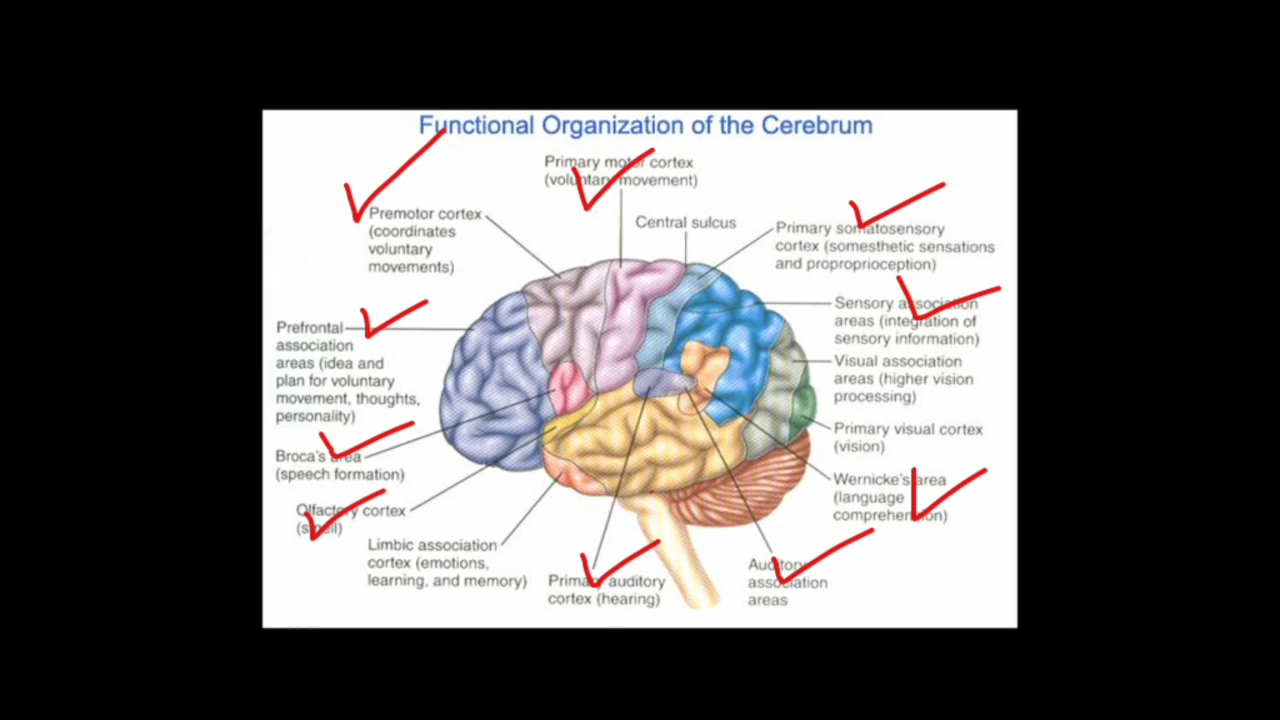 Functional Organization of the Cerebrum
Primary motor cortex
(voluntary movement)
Premotor cortex
(coordinates
voluntary
movements)
Central sulcus
Primary somatosensory
cortex (somesthetic sensations
and proproprioception)
Sensory association
areas (integration of
sensory information)
Prefrontal
association
areas (idea and
plan for voluntary
movement, thoughts,
personality)
Visual association
areas (higher vision
processing)
Primary visual cortex
(vision)
Broca's area
(speech formation)
Wernicke's area
(language
comprehension)
Olfactory cortex
(smell)
Limbic association
cortex (emotions,
learning, and memory)
Primary auditory
cortex (hearing)
Auditory
association
areas